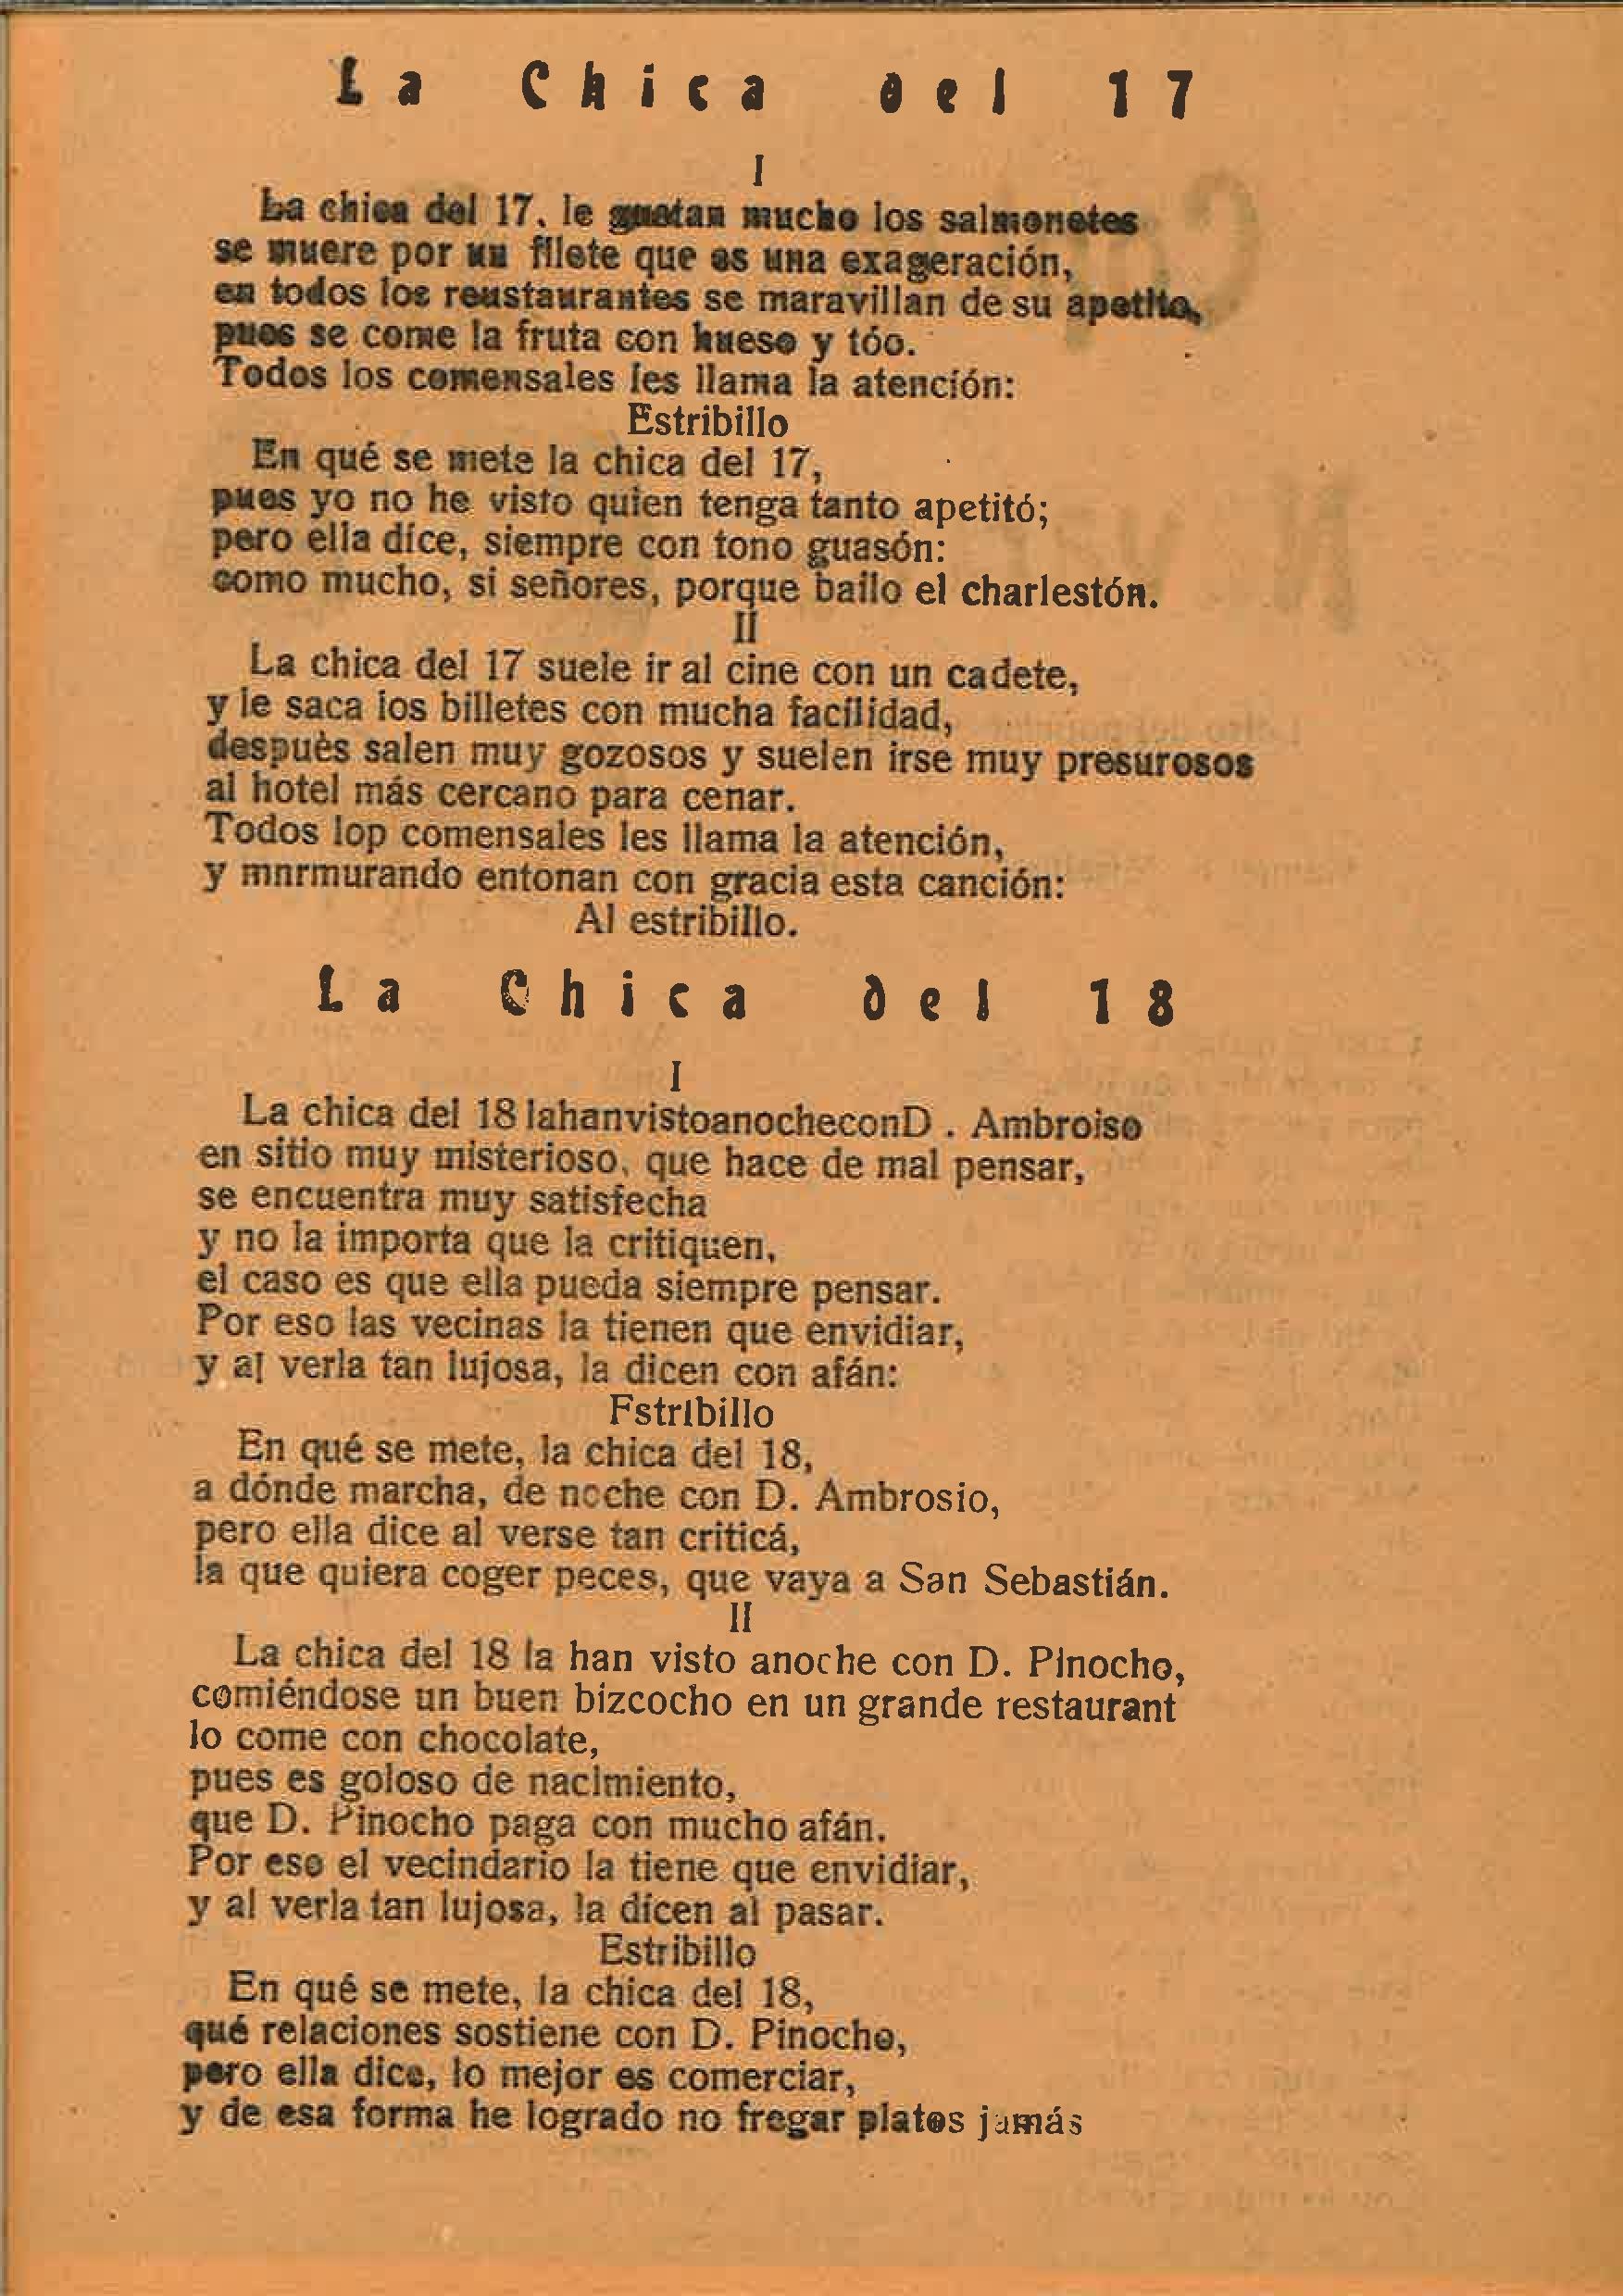 La Chica del 17
I
La chica del 17, le gustan mucho los salmonetes
se muere por un filete que es una exageración,
en todos los reustaurantes se maravillan de su apetito,
pues se come la fruta con hueso y tóo.
Todos los comensales les llama la atención:
Estribillo
En qué se mete la chica del 17,
pues yo no he visto quien tenga tanto apetitó;
pero ella dice, siempre con tono guasón:
como mucho, si señores, porque bailo el charlestón.
II
La chica del 17 suele ir al cine con un cadete,
y le saca los billetes con mucha facilidad,
despuès salen muy gozosos y suelen irse muy presurosos
al hotel más cercano para cenar.
Todos lop comensales les llama la atención,
y mnrmurando entonan con gracia esta canción:
Al estribillo.
La Chica del 18
I
La chica del 18 lahanvistoanocheconD . Ambroiso
en sitio muy misterioso, que hace de mal pensar,
se encuentra muy satisfecha
y no la importa que la critiquen,
el caso es que ella pueda siempre pensar.
Por eso las vecinas la tienen que envidiar,
y al verla tan lujosa, la dicen con afán:
Fstribillo
En qué se mete, la chica del 18,
a dónde marcha, de noche con D. Ambrosio,
pero ella dice al verse tan criticá,
la que quiera coger peces, que vaya a San Sebastián.
II
La chica del 18 la han visto anoche con D. Pinocho,
comiéndose un buen bizcocho en un grande restaurant
lo come con chocolate,
pues es goloso de nacimiento,
que D. Pinocho paga con mucho afán.
Por eso el vecindario la tiene que envidiar,
y al verla tan lujosa, la dicen al pasar.
Estribillo
En qué se mete, la chica del 18,
qué relaciones sostiene con D. Pinocho,
pero ella dice, lo mejor es comerciar,
y de esa forma he logrado no fregar platos jamás